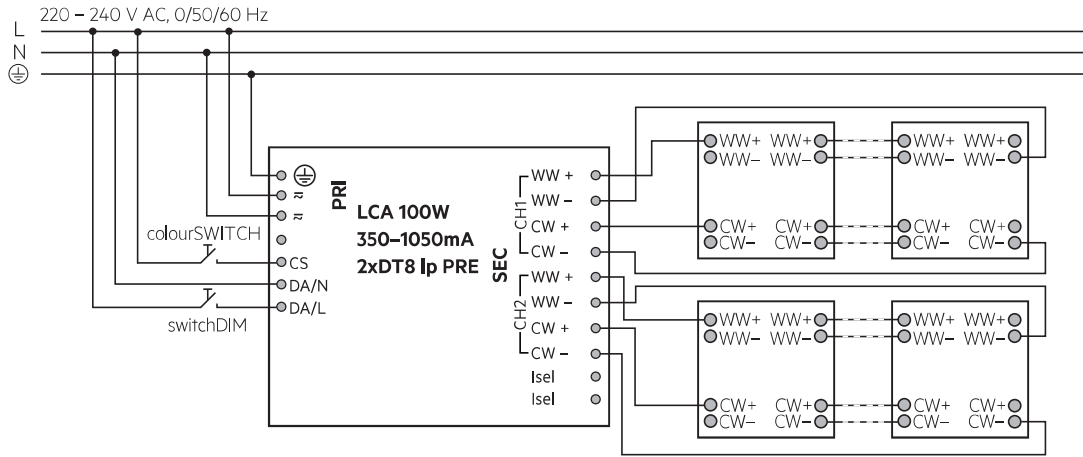 220 – 240 V AC, 0/50/60 Hz
L
N
PRI
LCA 100W
350–1050mA
2xDT8 lp PRE
SEC
colourSWITCH
switchDIM
CS
DA/N
DA/L
CH1
WW +
WW -
CW +
CW -
CH2
WW +
WW -
CW +
CW -
Isel
Isel
WW+ WW+ WW+ WW+
WW- WW- WW- WW-
CW+ CW+ CW+ CW+
CW- CW- CW- CW-
WW+ WW+ WW+ WW+
WW- WW- WW- WW-
CW+ CW+ CW+ CW+
CW- CW- CW- CW-